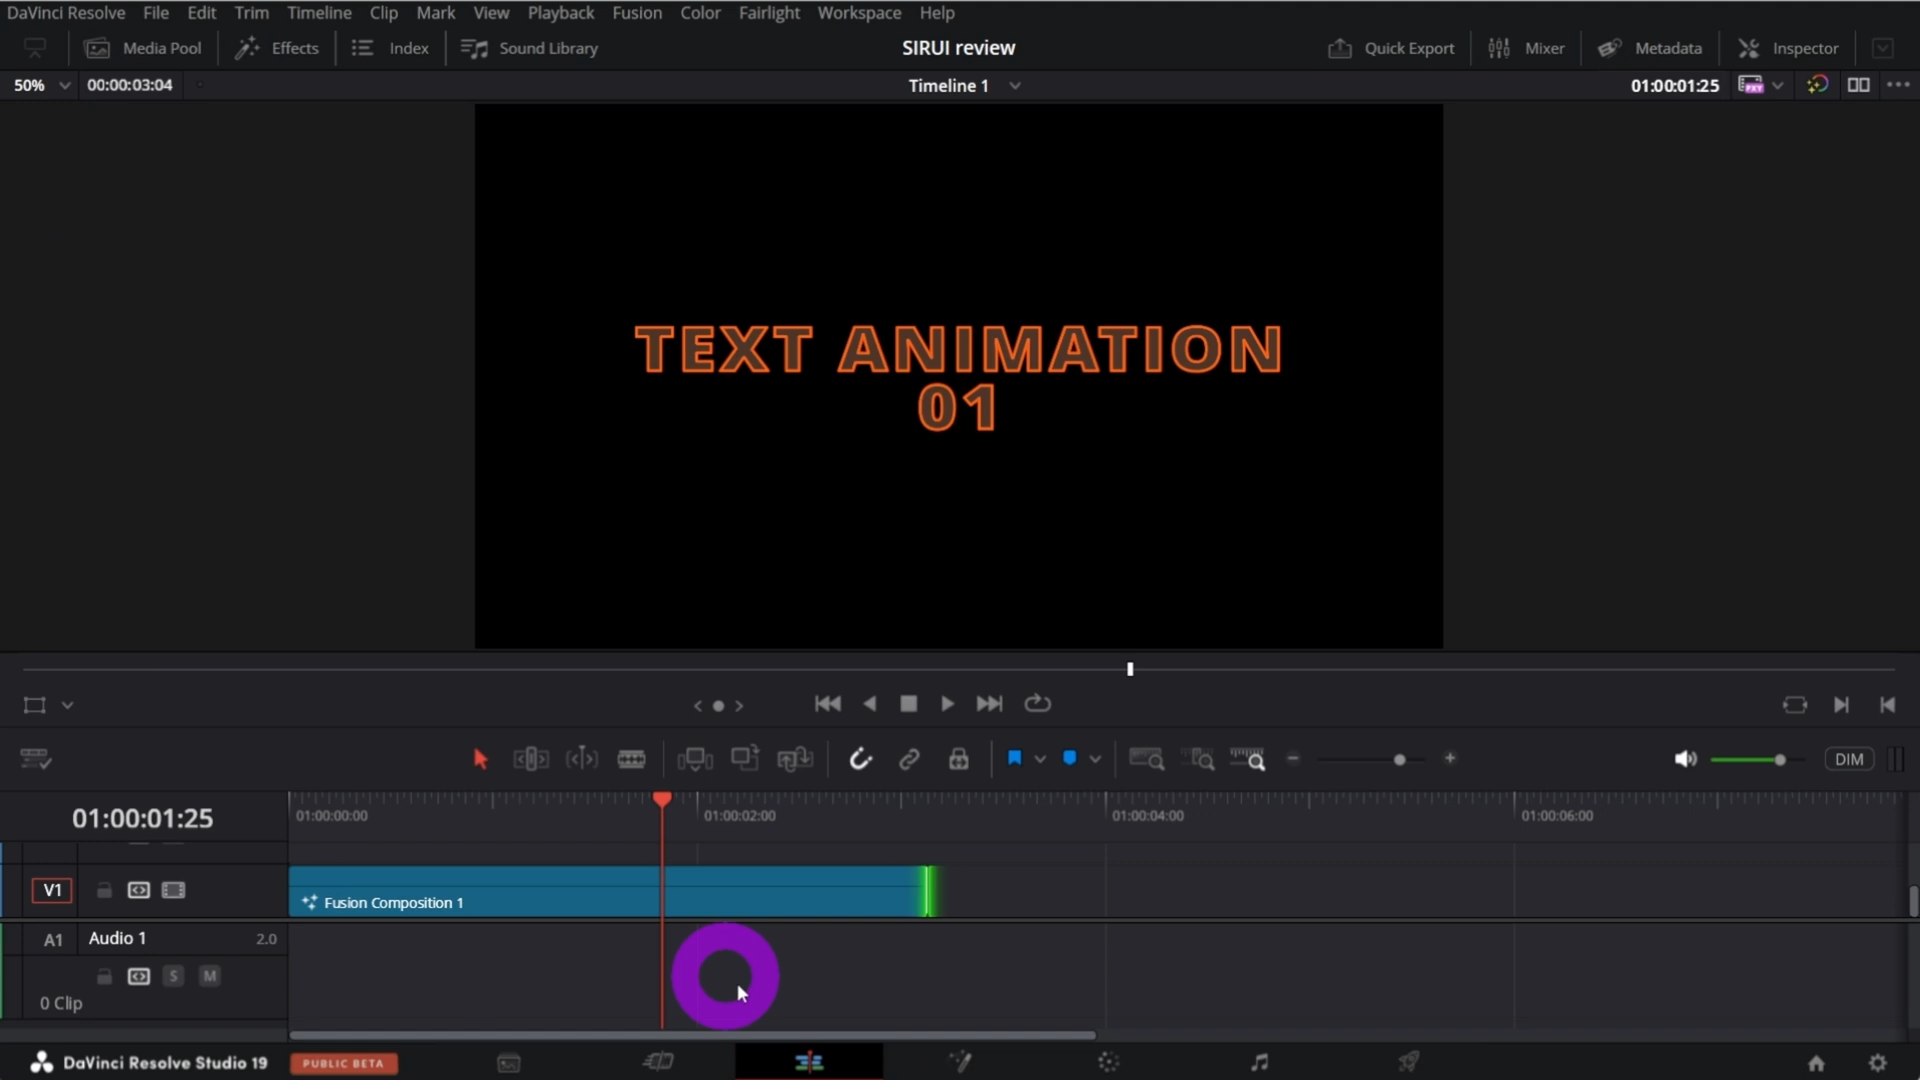 DaVinci Resolve File Edit Trim Timeline Clip Mark View Playback Fusion Color Fairlight Workspace Help
Media Pool Effects Index Sound Library SIRUI review Quick Export Mixer Metadata Inspector
50% 00:00:03:04 Timeline 1 01:00:01:25 PXY
TEXT ANIMATION
01
DIM
01:00:01:25 01:00:00:00 01:00:02:00 01:00:04:00 01:00:06:00
V1 Fusion Composition 1
A1 Audio 1 2.0
S M
0 Clip
DaVinci Resolve Studio 19 PUBLIC BETA